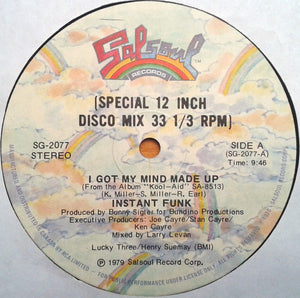 Salsoul
RECORDS
(SPECIAL 12 INCH
DISCO MIX 33 1/3 RPM)
SG-2077
STEREO
SIDE A
(SG-2077-A)
Time: 9:46
I GOT MY MIND MADE UP
(From the Album "Kool-Aid" SA-8513)
(K. Miller-S. Miller-R. Earl)
INSTANT FUNK
Produced by Bunny Sigler for Bundino Productions
Executive Producers: Joe Cayre/Stan Cayre/
Ken Cayre
Mixed by Larry Levan
Lucky Three/Henry Suemay (BMI)
℗ 1979 Salsoul Record Corp.